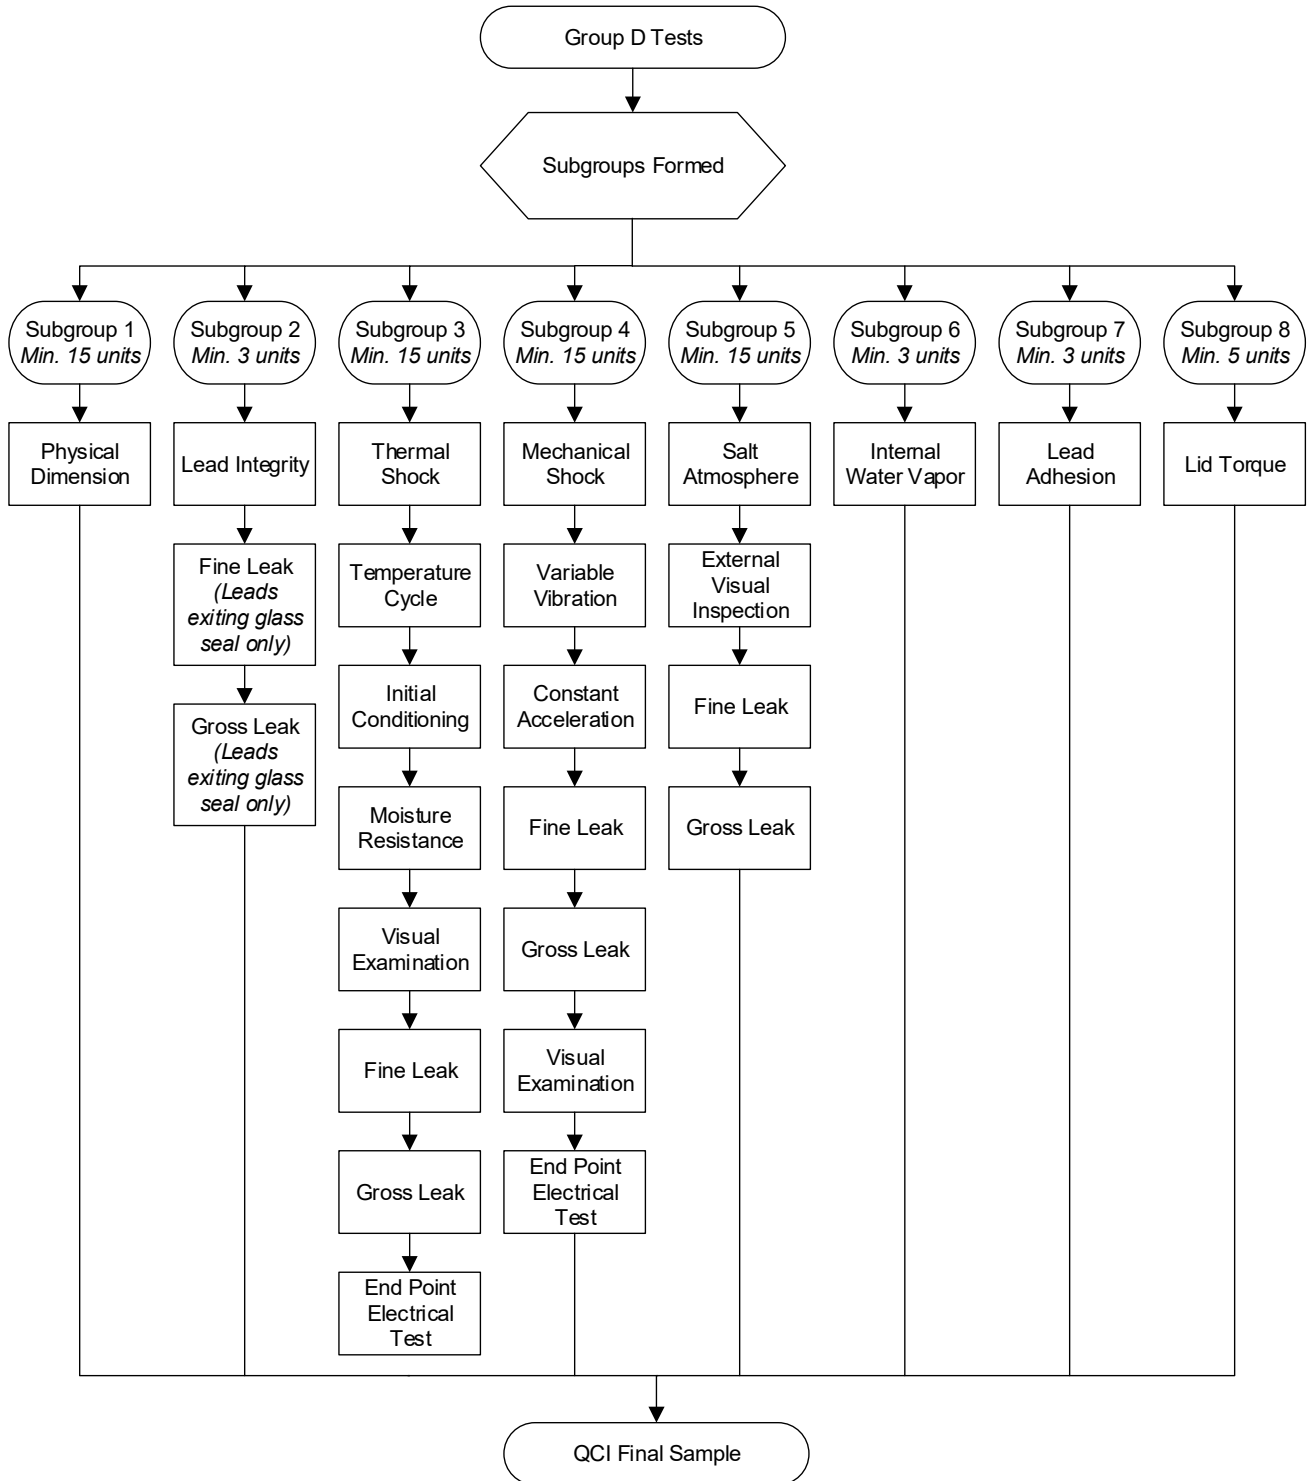 Group D Tests
Subgroups Formed
Subgroup 1
Min. 15 units
Subgroup 2
Min. 3 units
Subgroup 3
Min. 15 units
Subgroup 4
Min. 15 units
Subgroup 5
Min. 15 units
Subgroup 6
Min. 3 units
Subgroup 7
Min. 3 units
Subgroup 8
Min. 5 units
Physical
Dimension
Lead Integrity
Thermal
Shock
Mechanical
Shock
Salt
Atmosphere
Internal
Water Vapor
Lead
Adhesion
Lid Torque
Fine Leak
(Leads
exiting glass
seal only)
Temperature
Cycle
Variable
Vibration
External
Visual
Inspection
Gross Leak
(Leads
exiting glass
seal only)
Initial
Conditioning
Constant
Acceleration
Fine Leak
Moisture
Resistance
Fine Leak
Gross Leak
Visual
Examination
Gross Leak
Fine Leak
Visual
Examination
Gross Leak
End Point
Electrical
Test
End Point
Electrical
Test
QCI Final Sample